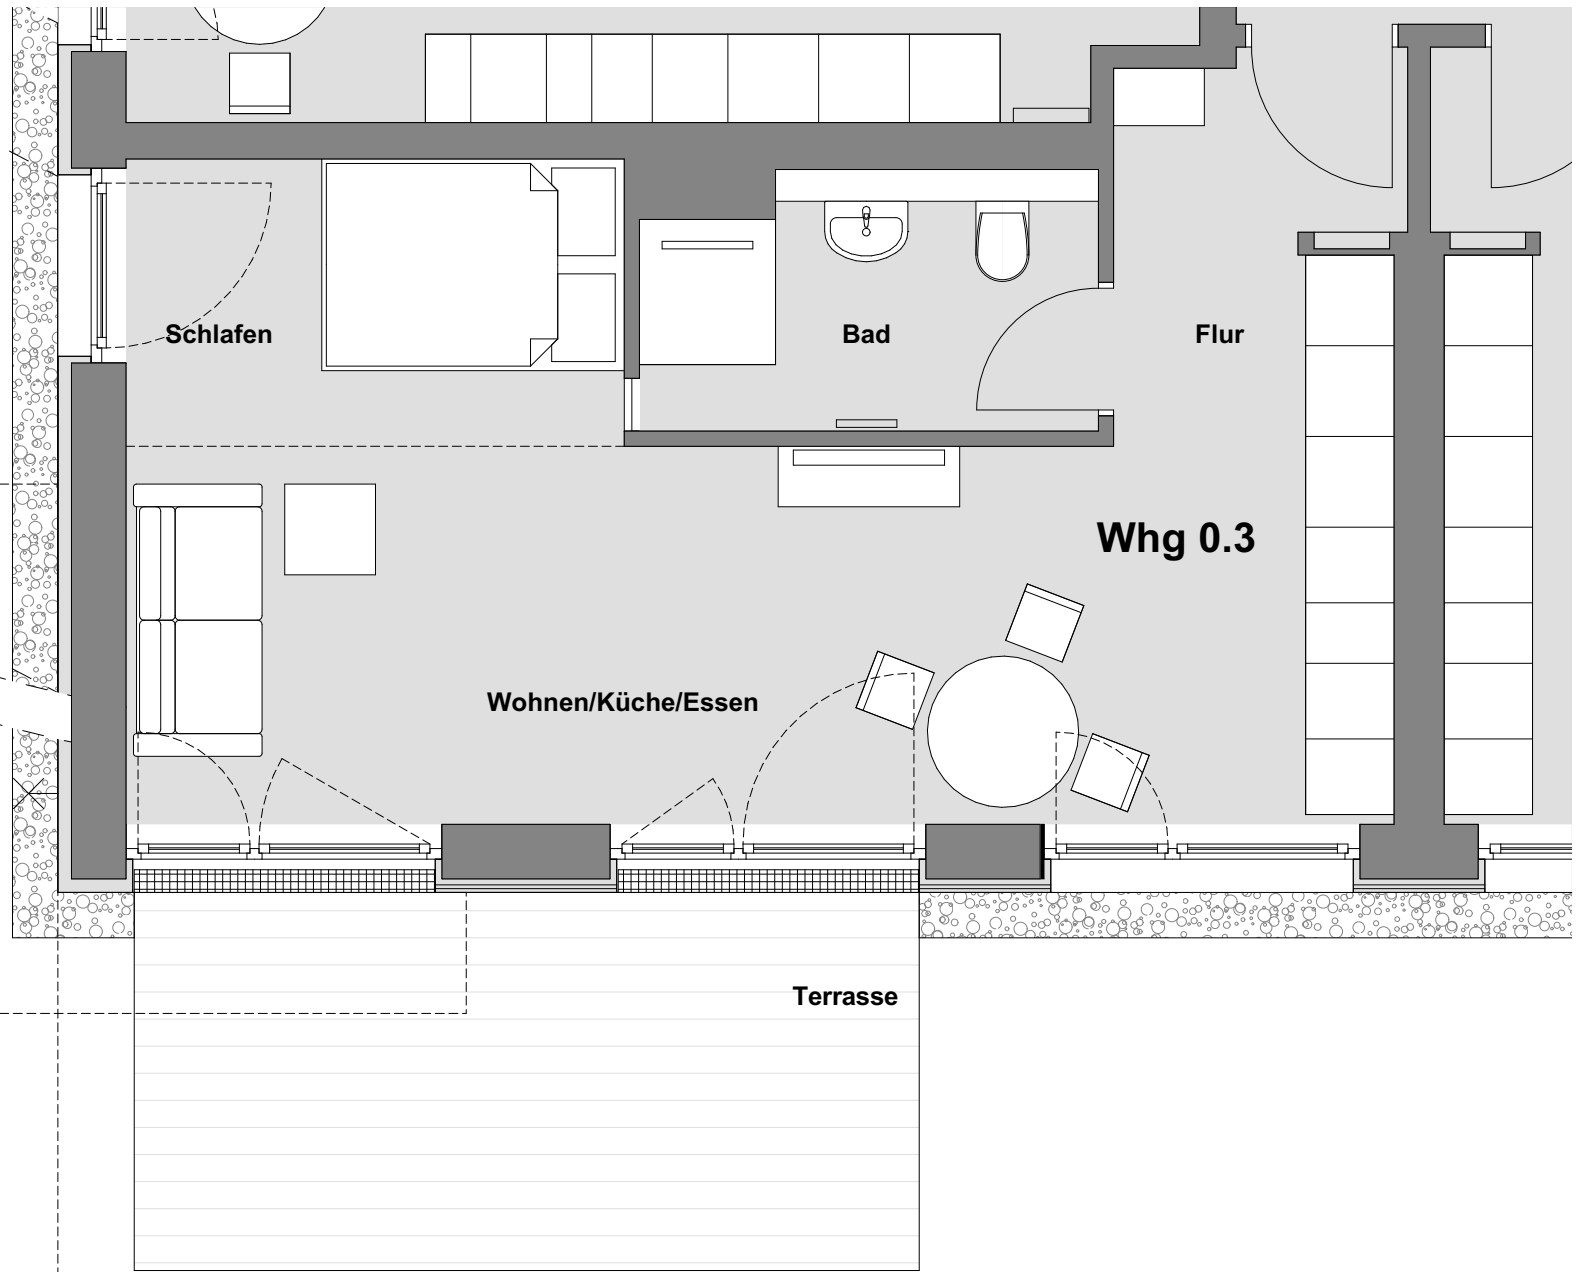 Schlafen
Bad
Flur
Whg 0.3
Wohnen/Küche/Essen
Terrasse